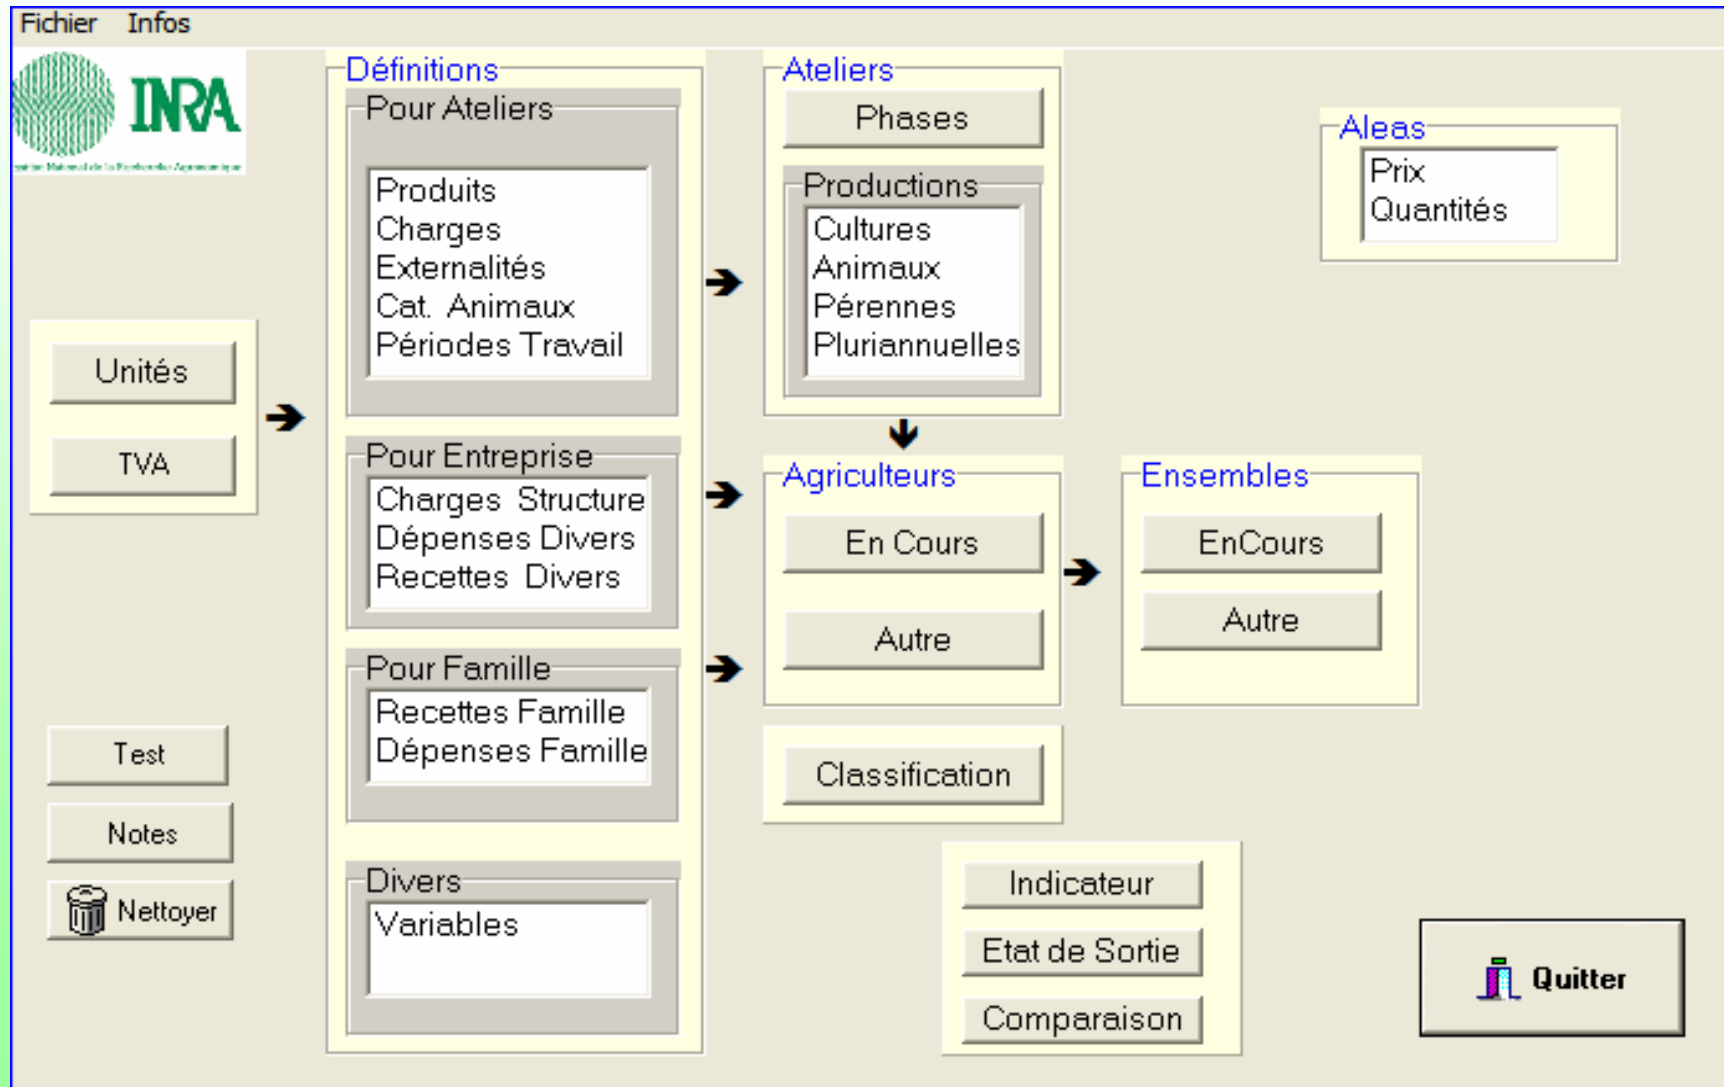 Fichier Infos
INRA
Définitions
Pour Ateliers
Produits
Charges
Externalités
Cat. Animaux
Périodes Travail
Pour Entreprise
Charges Structure
Dépenses Divers
Recettes Divers
Pour Famille
Recettes Famille
Dépenses Famille
Divers
Variables
Unités
TVA
Test
Notes
Nettoyer
Ateliers
Phases
Productions
Cultures
Animaux
Pérennes
Pluriannuelles
Agriculteurs
En Cours
Autre
Classification
Ensembles
EnCours
Autre
Aleas
Prix
Quantités
Indicateur
Etat de Sortie
Comparaison
Quitter